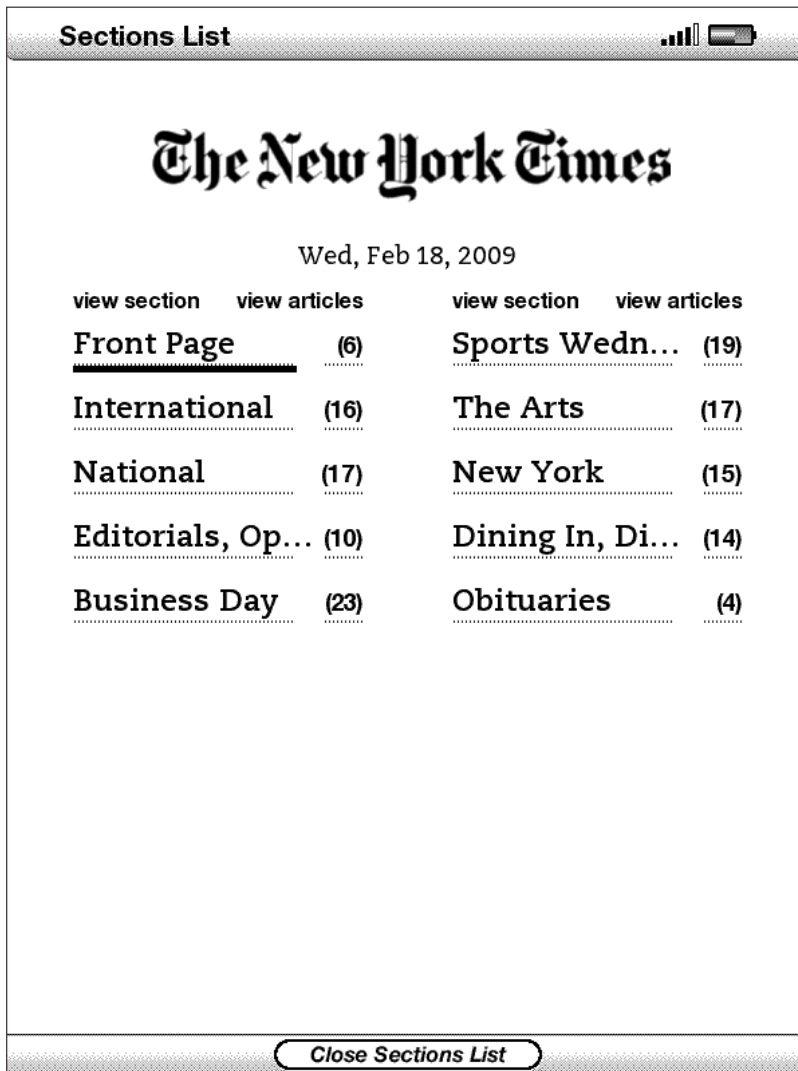 Sections List
The New York Times
Wed, Feb 18, 2009
view section view articles
Front Page (6)
International (16)
National (17)
Editorials, Op... (10)
Business Day (23)
view section view articles
Sports Wedn... (19)
The Arts (17)
New York (15)
Dining In, Di... (14)
Obituaries (4)
Close Sections List